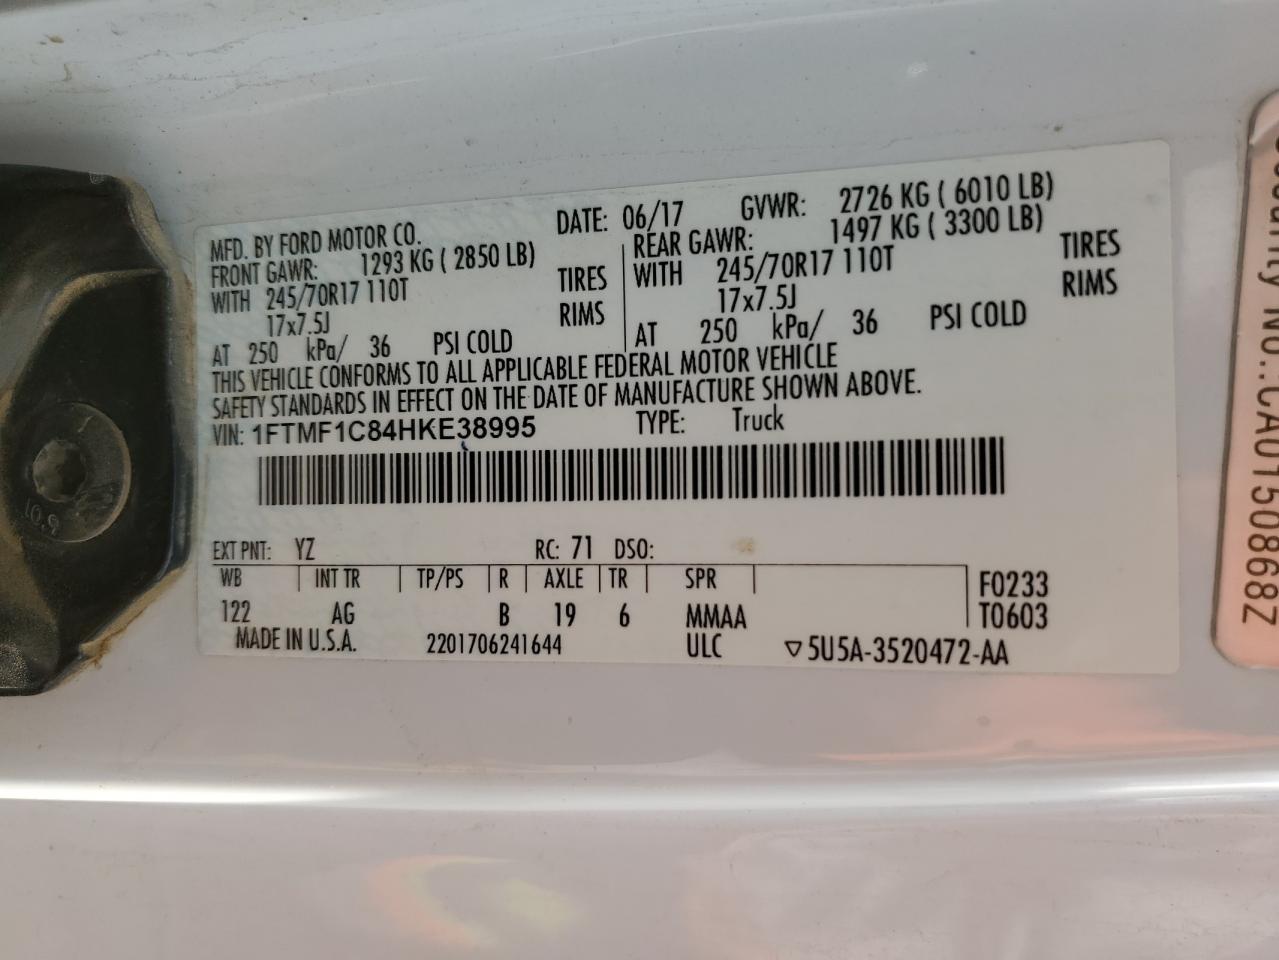 MFD. BY FORD MOTOR CO. DATE: 06/17 GVWR: 2726 KG ( 6010 LB)
FRONT GAWR: 1293 KG ( 2850 LB) REAR GAWR: 1497 KG ( 3300 LB)
WITH 245/70R17 110T TIRES WITH 245/70R17 110T TIRES
17x7.5J RIMS 17x7.5J RIMS
AT 250 kPa/ 36 PSI COLD AT 250 kPa/ 36 PSI COLD
THIS VEHICLE CONFORMS TO ALL APPLICABLE FEDERAL MOTOR VEHICLE
SAFETY STANDARDS IN EFFECT ON THE DATE OF MANUFACTURE SHOWN ABOVE.
VIN: 1FTMF1C84HKE38995 TYPE: Truck
EXT PNT: YZ RC: 71 DSO:
WB INT TR TP/PS R AXLE TR SPR F0233
122 AG B 19 6 MMAA T0603
MADE IN U.S.A. 2201706241644 ULC ▽5U5A-3520472-AA
No.:CA0150868Z